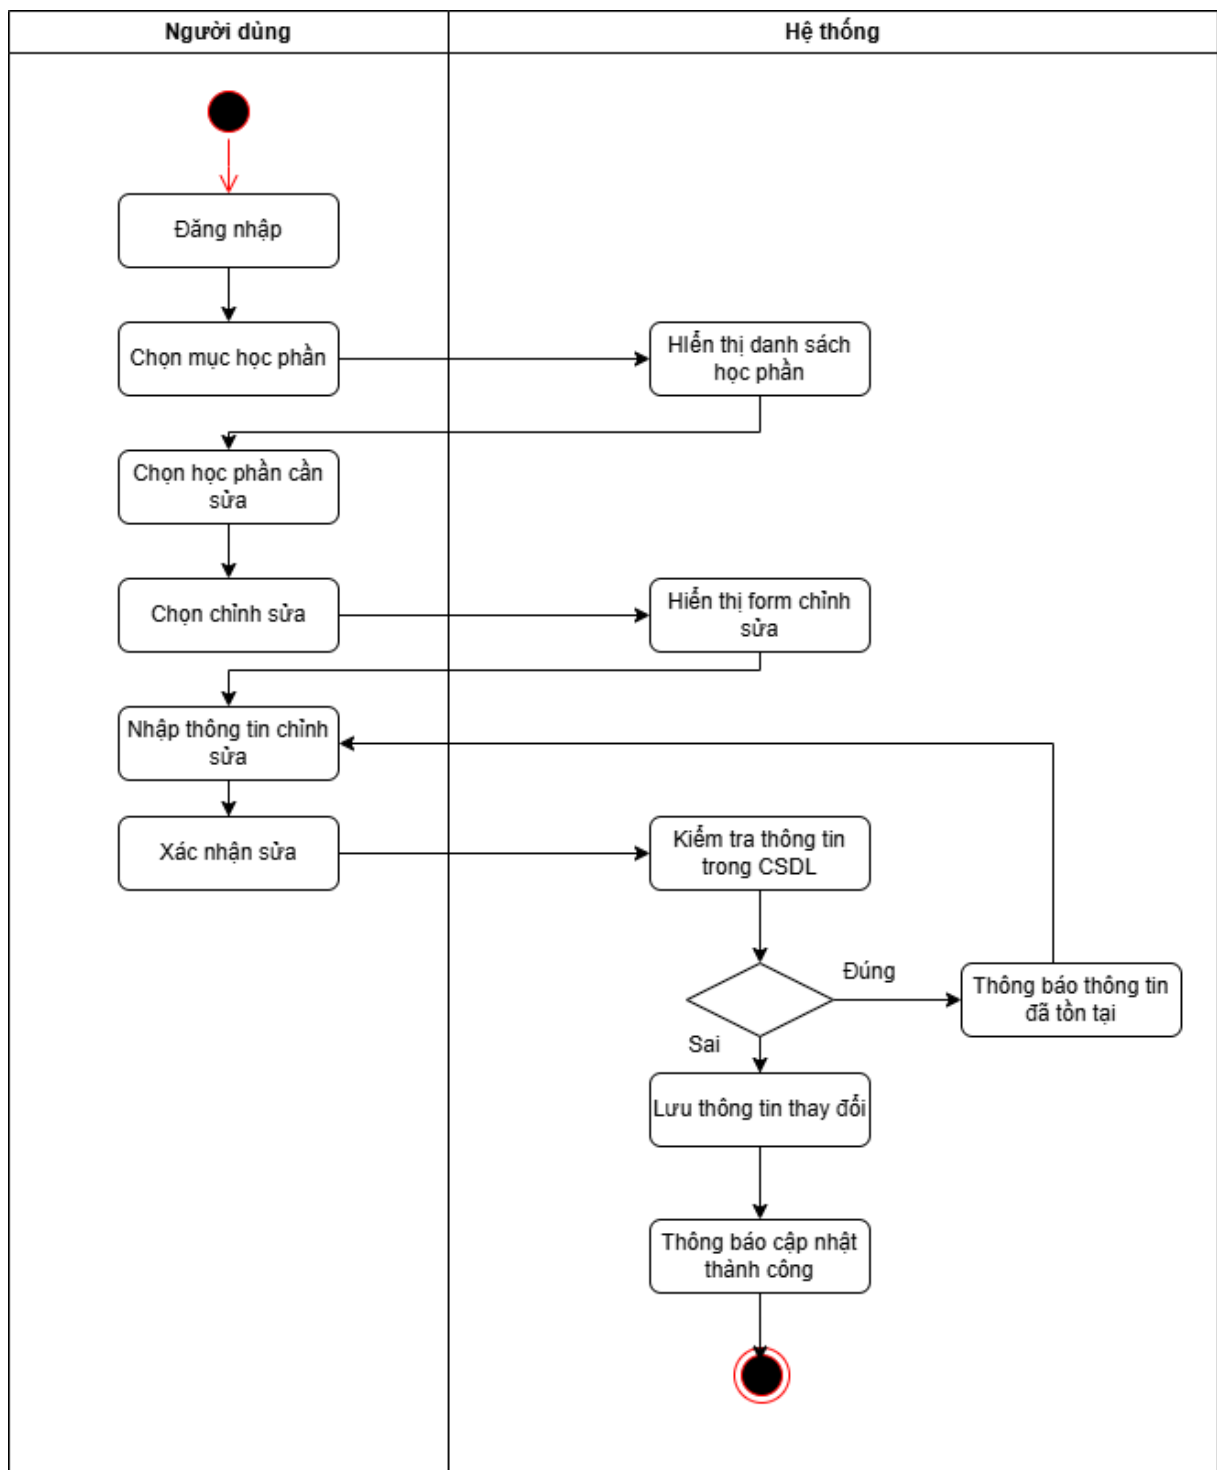 Người dùng
Hệ thống
Đăng nhập
Chọn mục học phần
HIển thị danh sách
học phần
Chọn học phần cần
sửa
Chọn chỉnh sửa
Hiển thị form chỉnh
sửa
Nhập thông tin chỉnh
sửa
Xác nhận sửa
Kiểm tra thông tin
trong CSDL
Đúng
Thông báo thông tin
đã tồn tại
Sai
Lưu thông tin thay đổi
Thông báo cập nhật
thành công